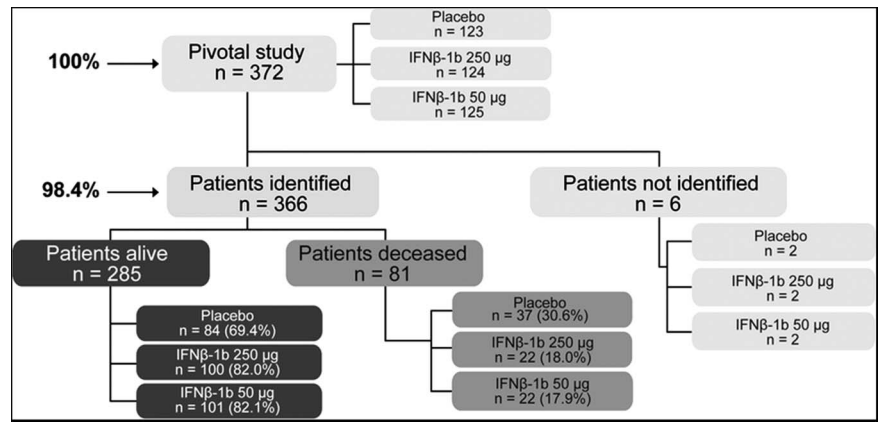 100%
Pivotal study
n = 372
Placebo
n = 123
IFNβ-1b 250 µg
n = 124
IFNβ-1b 50 µg
n = 125
98.4%
Patients identified
n = 366
Patients not identified
n = 6
Patients alive
n = 285
Patients deceased
n = 81
Placebo
n = 84 (69.4%)
IFNβ-1b 250 µg
n = 100 (82.0%)
IFNβ-1b 50 µg
n = 101 (82.1%)
Placebo
n = 37 (30.6%)
IFNβ-1b 250 µg
n = 22 (18.0%)
IFNβ-1b 50 µg
n = 22 (17.9%)
Placebo
n = 2
IFNβ-1b 250 µg
n = 2
IFNβ-1b 50 µg
n = 2